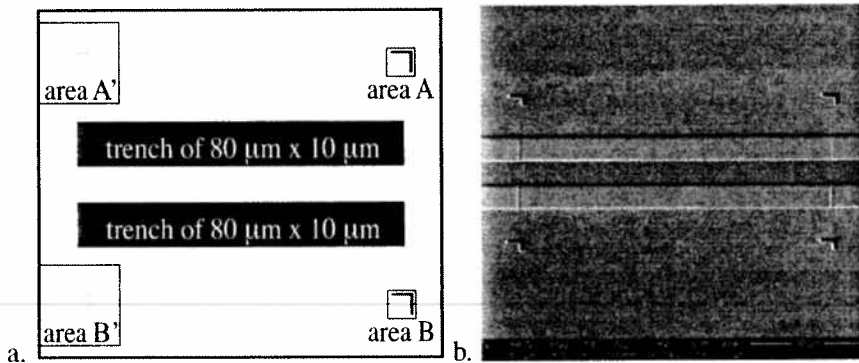 area A'
area A
trench of 80 μm x 10 μm
trench of 80 μm x 10 μm
area B'
area B
a.
b.